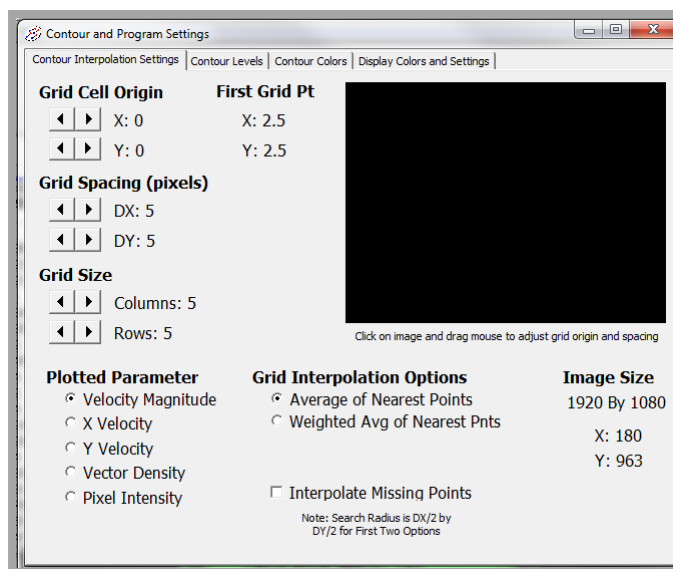 Contour and Program Settings
Contour Interpolation Settings Contour Levels Contour Colors Display Colors and Settings
Grid Cell Origin First Grid Pt
X: 0 X: 2.5
Y: 0 Y: 2.5
Grid Spacing (pixels)
DX: 5
DY: 5
Grid Size
Columns: 5
Rows: 5
Click on image and drag mouse to adjust grid origin and spacing
Plotted Parameter Grid Interpolation Options Image Size
Velocity Magnitude Average of Nearest Points 1920 By 1080
X Velocity Weighted Avg of Nearest Pnts
X: 180
Y Velocity
Y: 963
Vector Density
Pixel Intensity Interpolate Missing Points
Note: Search Radius is DX/2 by
DY/2 for First Two Options